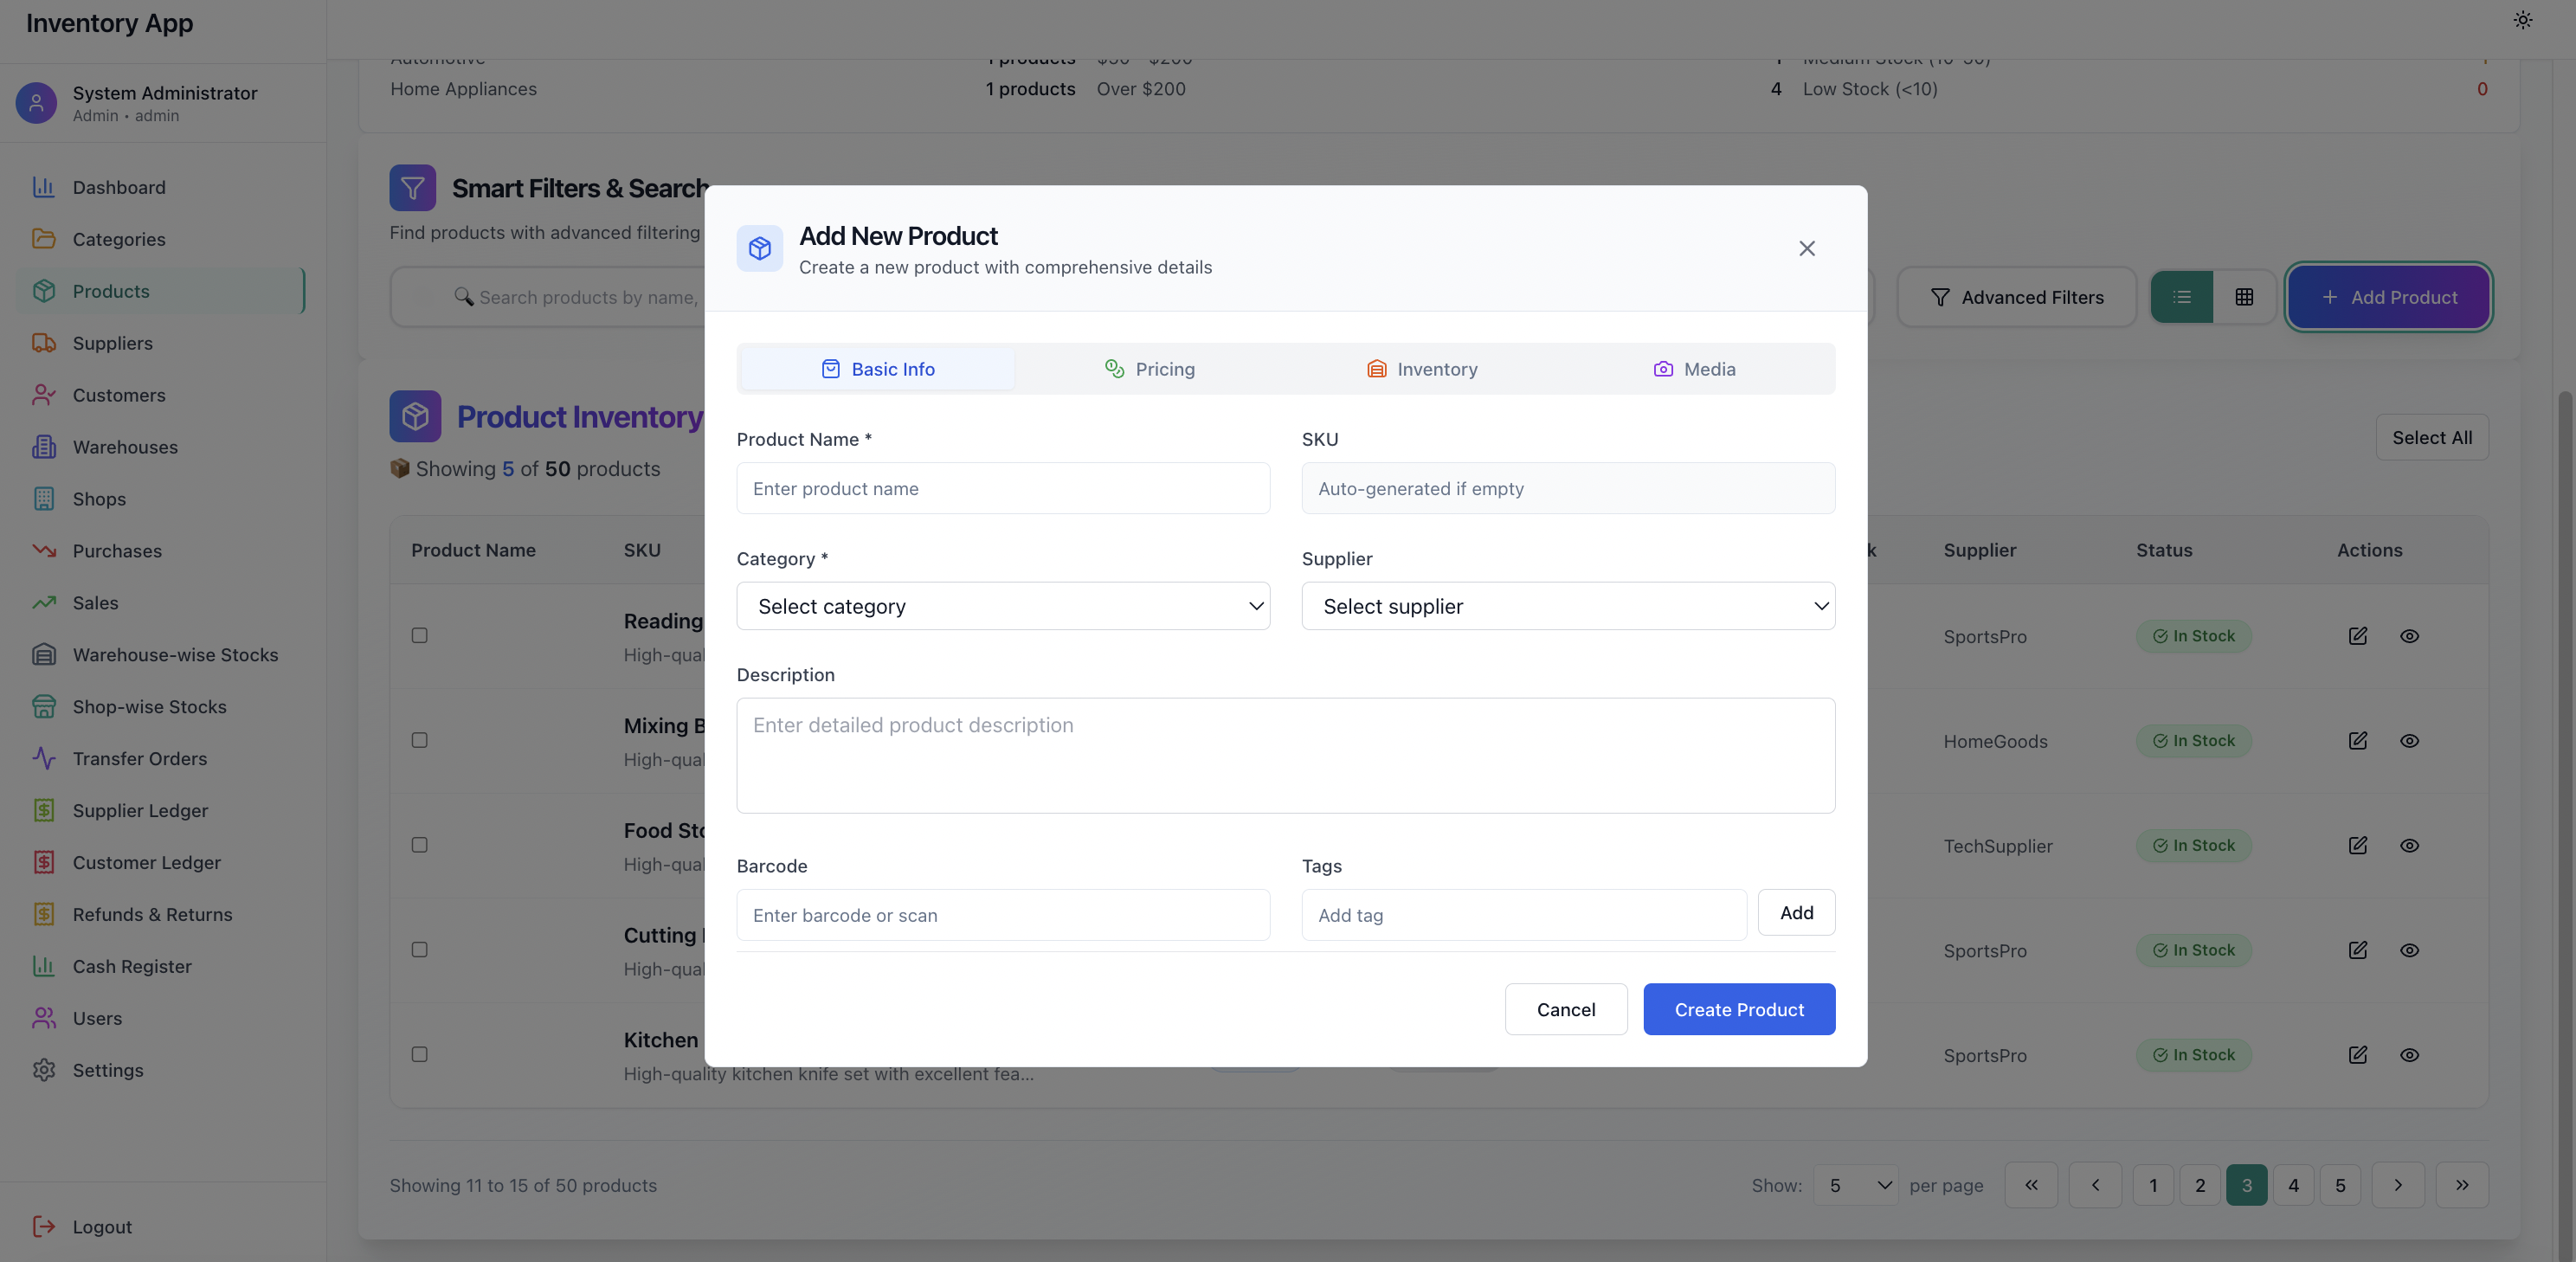 Inventory App
System Administrator
Admin • admin
Dashboard
Categories
Products
Suppliers
Customers
Warehouses
Shops
Purchases
Sales
Warehouse-wise Stocks
Shop-wise Stocks
Transfer Orders
Supplier Ledger
Customer Ledger
Refunds & Returns
Cash Register
Users
Settings
Logout
Home Appliances 1 products Over $200 4 Low Stock (<10) 0
Smart Filters & Search
Find products with advanced filtering
Search products by name,
Advanced Filters
Add Product
Product Inventory
Showing 5 of 50 products
Select All
Product Name SKU Supplier Status Actions
Reading
High-qual
SportsPro In Stock
Mixing B
High-qual
HomeGoods In Stock
Food Sto
High-qual
TechSupplier In Stock
Cutting
High-qual
SportsPro In Stock
Kitchen
High-quality kitchen knife set with excellent fea...
SportsPro In Stock
Showing 11 to 15 of 50 products
Show: 5 per page « ‹ 1 2 3 4 5 › »
Add New Product
Create a new product with comprehensive details
Basic Info Pricing Inventory Media
Product Name * SKU
Enter product name Auto-generated if empty
Category * Supplier
Select category Select supplier
Description
Enter detailed product description
Barcode Tags
Enter barcode or scan Add tag Add
Cancel Create Product